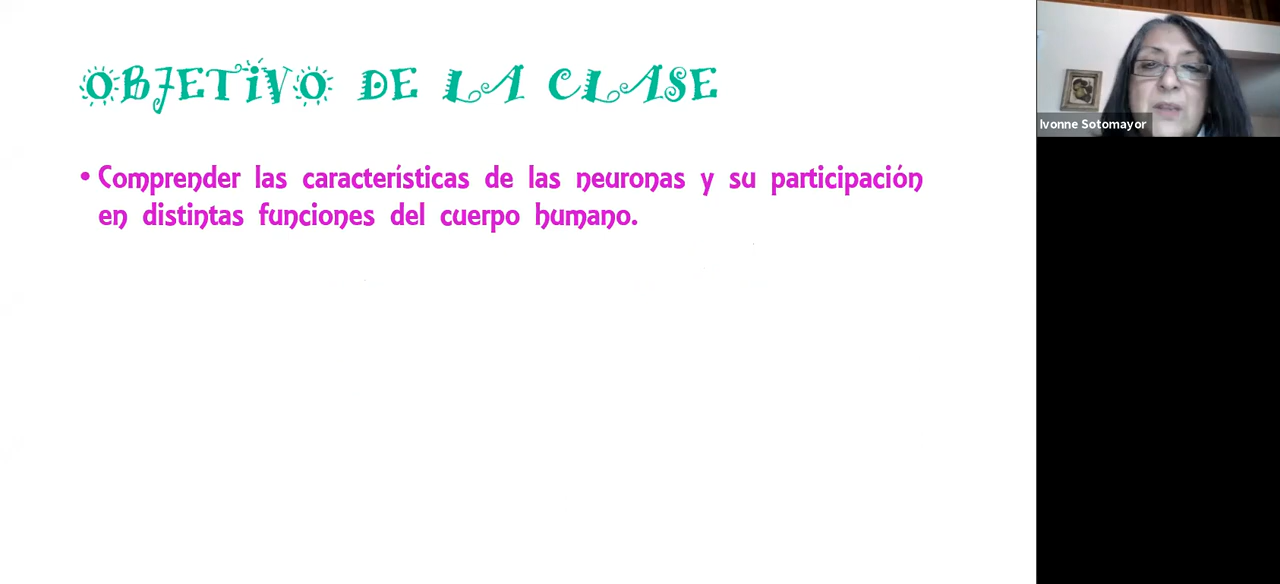 OBJETIVO DE LA CLASE
• Comprender las características de las neuronas y su participación
en distintas funciones del cuerpo humano.
Ivonne Sotomayor